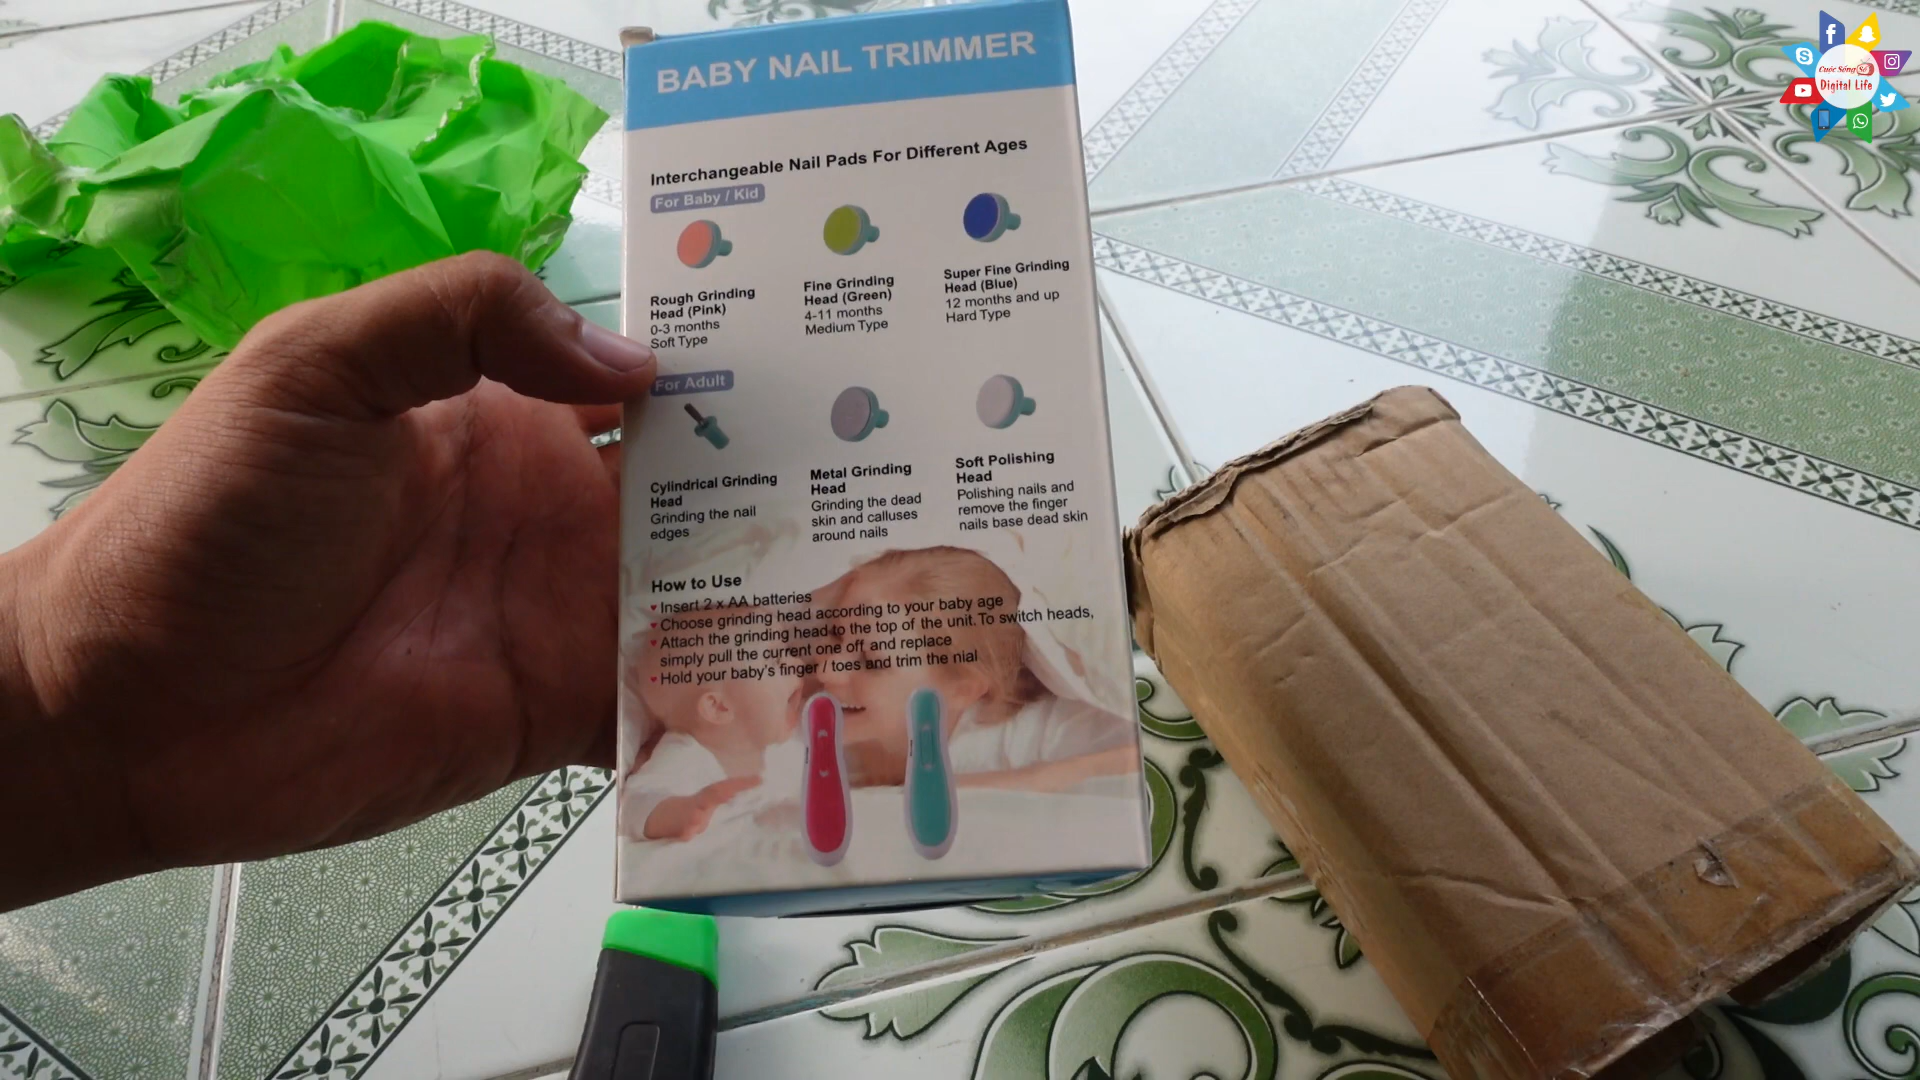 BABY NAIL TRIMMER
Interchangeable Nail Pads For Different Ages
For Baby / Kid
Rough Grinding
Head (Pink)
0-3 months
Soft Type
Fine Grinding
Head (Green)
4-11 months
Medium Type
Super Fine Grinding
Head (Blue)
12 months and up
Hard Type
For Adult
Cylindrical Grinding
Head
Grinding the nail
edges
Metal Grinding
Head
Grinding the dead
skin and calluses
around nails
Soft Polishing
Head
Polishing nails and
remove the finger
nails base dead skin
How to Use
Insert 2 x AA batteries
Choose grinding head according to your baby age
Attach the grinding head to the top of the unit. To switch heads,
simply pull the current one off and replace
Hold your baby's finger / toes and trim the nial
Cuộc Sống Số
Digital Life